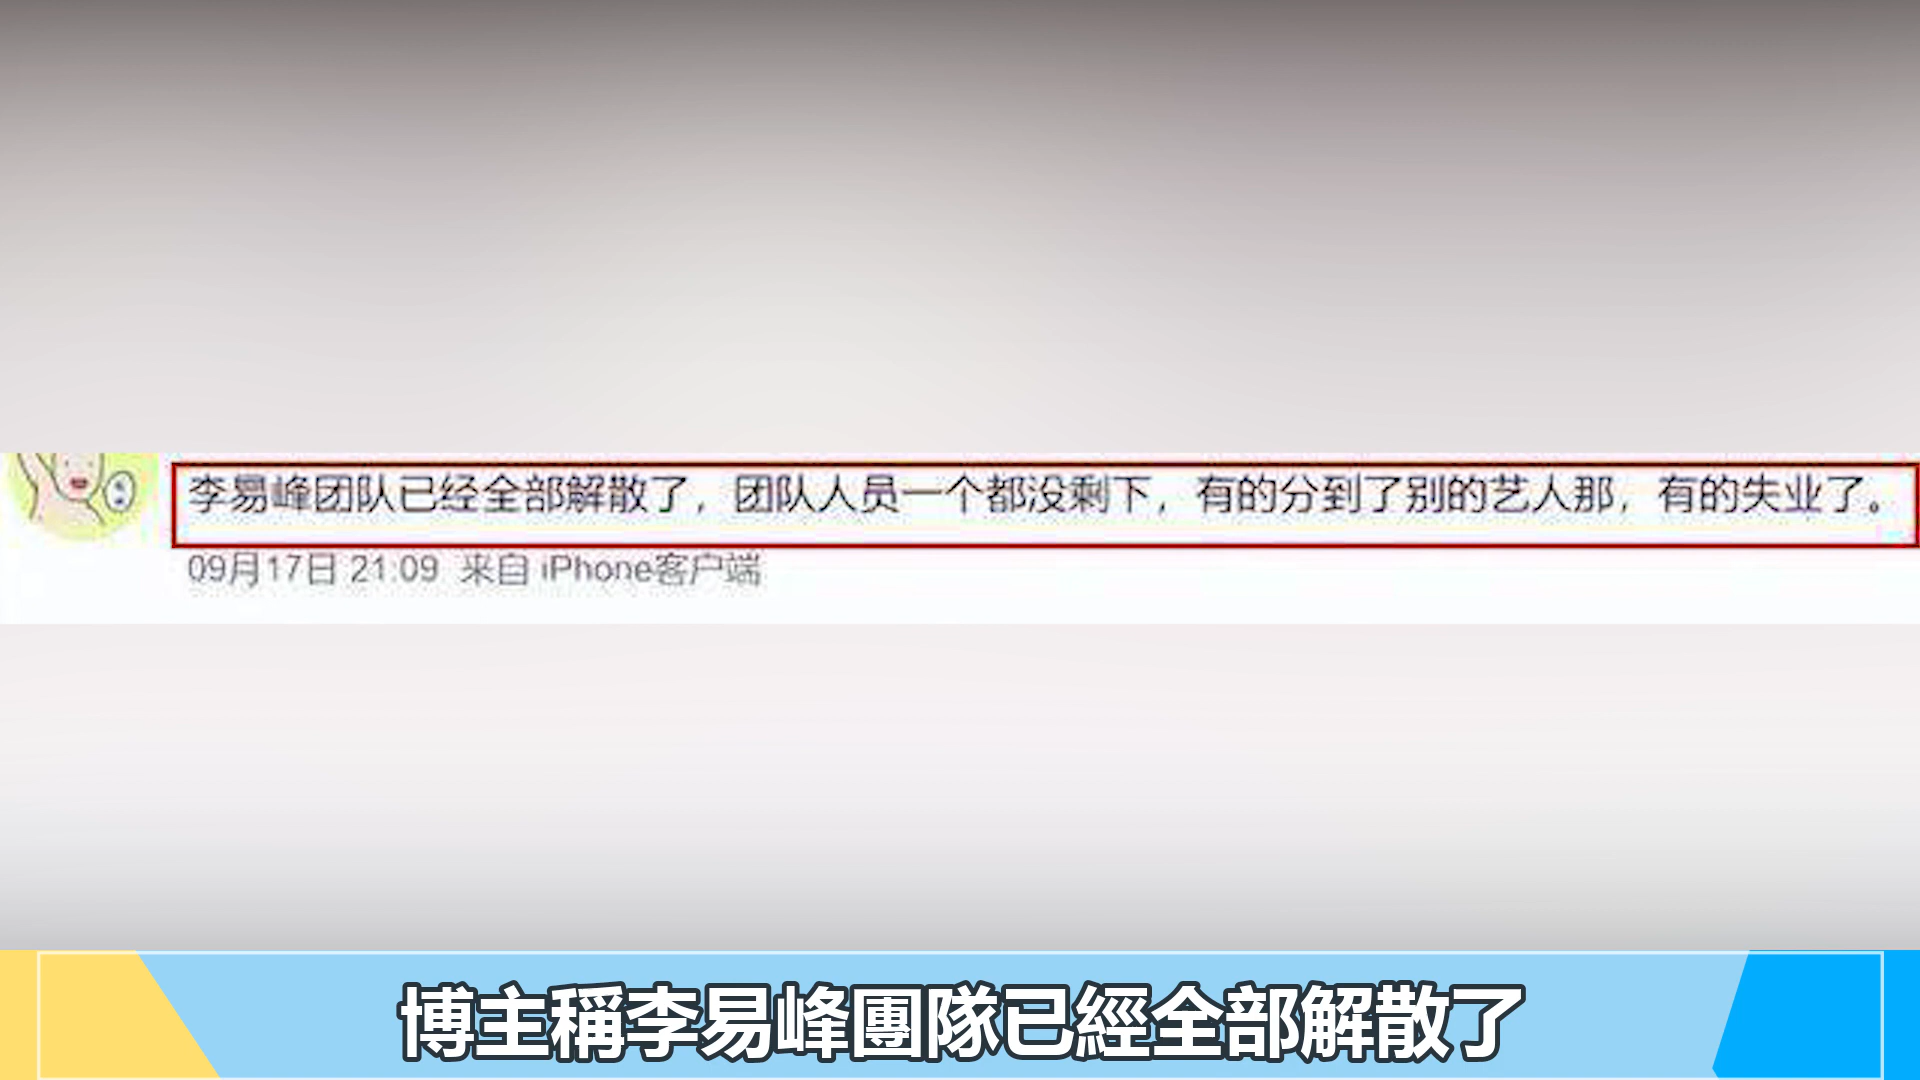 李易峰团队已经全部解散了，团队人员一个都没剩下，有的分到了别的艺人那，有的失业了。
09月17日 21:09 来自 iPhone客户端
博主稱李易峰團隊已經全部解散了